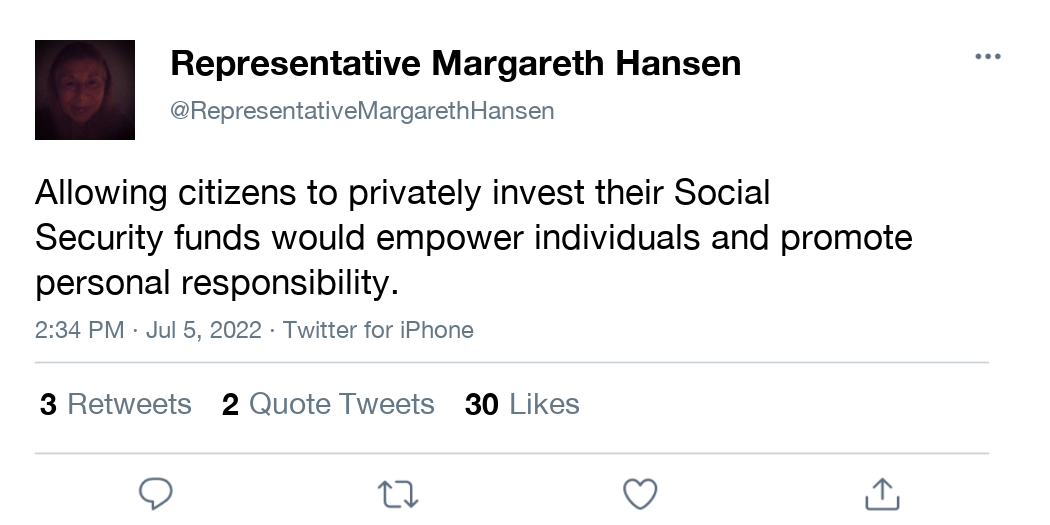 Representative Margareth Hansen
@RepresentativeMargarethHansen
Allowing citizens to privately invest their Social
Security funds would empower individuals and promote
personal responsibility.
2:34 PM · Jul 5, 2022 · Twitter for iPhone
3 Retweets 2 Quote Tweets 30 Likes